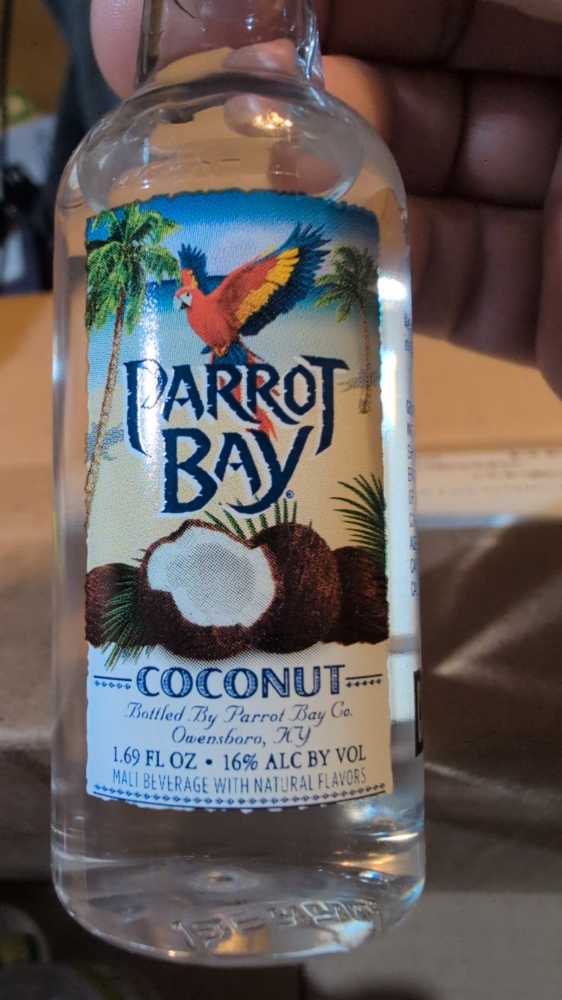 PARROT
BAY®
COCONUT
Bottled By Parrot Bay Co.
Owensboro, KY
1.69 FL OZ • 16% ALC BY VOL
MALT BEVERAGE WITH NATURAL FLAVORS